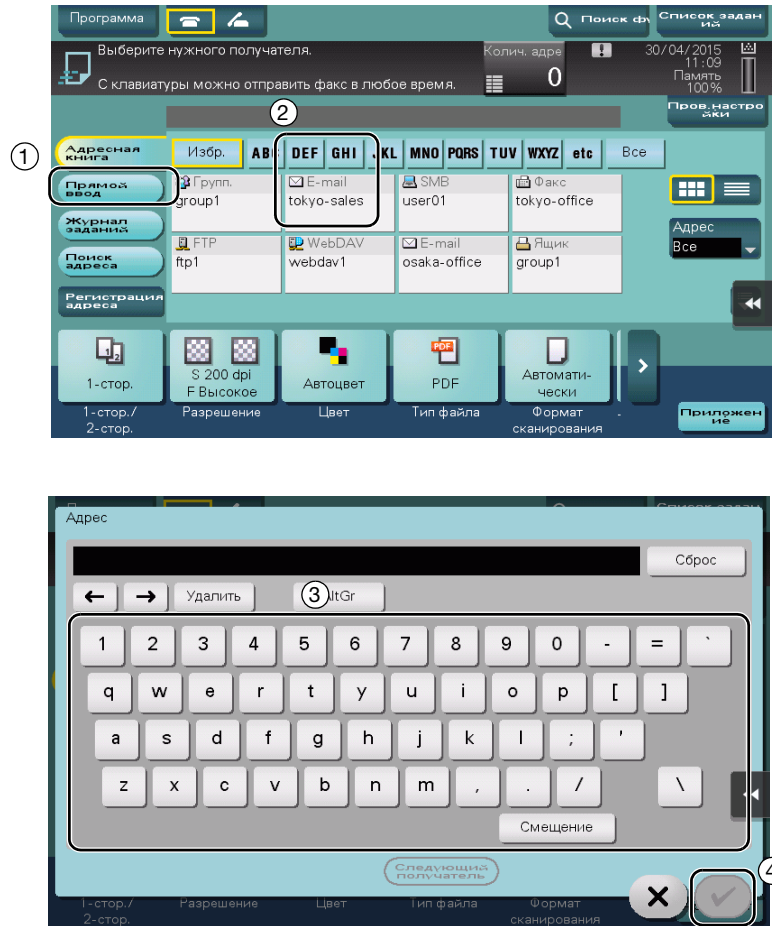 Программа
Поиск фу
Список задан
ий
Выберите нужного получателя.
С клавиатуры можно отправить факс в любое время.
Колич. адре
0
30/04/2015
11:09
Память
100%
Пров.настро
йки
2
1
Адресная
книга
Избр.
ABC
DEF
GHI
JKL
MNO
PQRS
TUV
WXYZ
etc
Все
Прямой
ввод
Групп.
group1
E-mail
tokyo-sales
SMB
user01
Факс
tokyo-office
Журнал
заданий
Адрес
Все
FTP
ftp1
WebDAV
webdav1
E-mail
osaka-office
Ящик
group1
Поиск
адреса
Регистрация
адреса
1-стор.
S 200 dpi
F Высокое
Автоцвет
PDF
Автомати-
чески
1-стор./
2-стор.
Разрешение
Цвет
Тип файла
Формат
сканирования
Приложен
ие
Адрес
Сброс
← → Удалить
3
AltGr
1 2 3 4 5 6 7 8 9 0 - = `
q w e r t y u i o p [ ]
a s d f g h j k l ; '
z x c v b n m , . / \
Смещение
Следующий
получатель
4
1-стор./
2-стор.
Разрешение
Цвет
Тип файла
Формат
сканирования